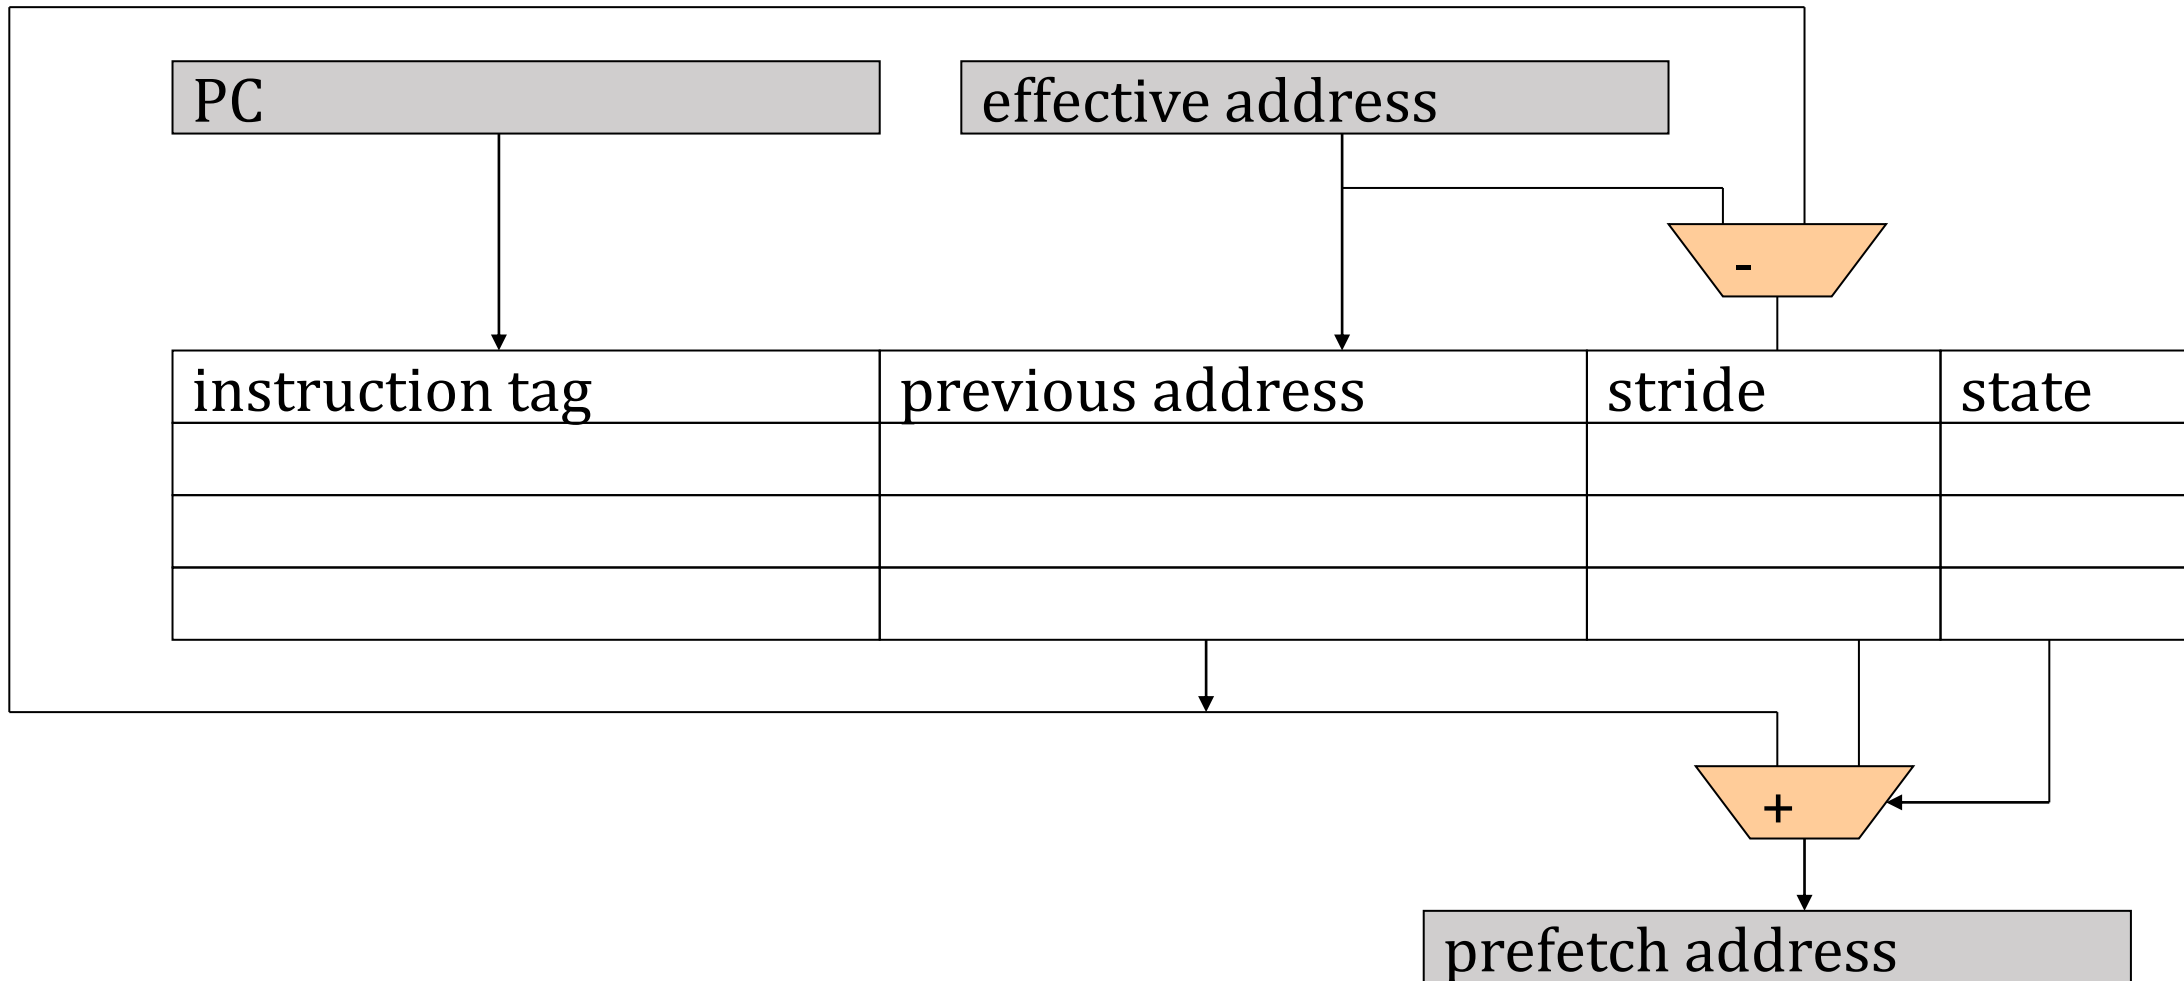 PC
effective address
-
instruction tag
previous address
stride
state
+
prefetch address